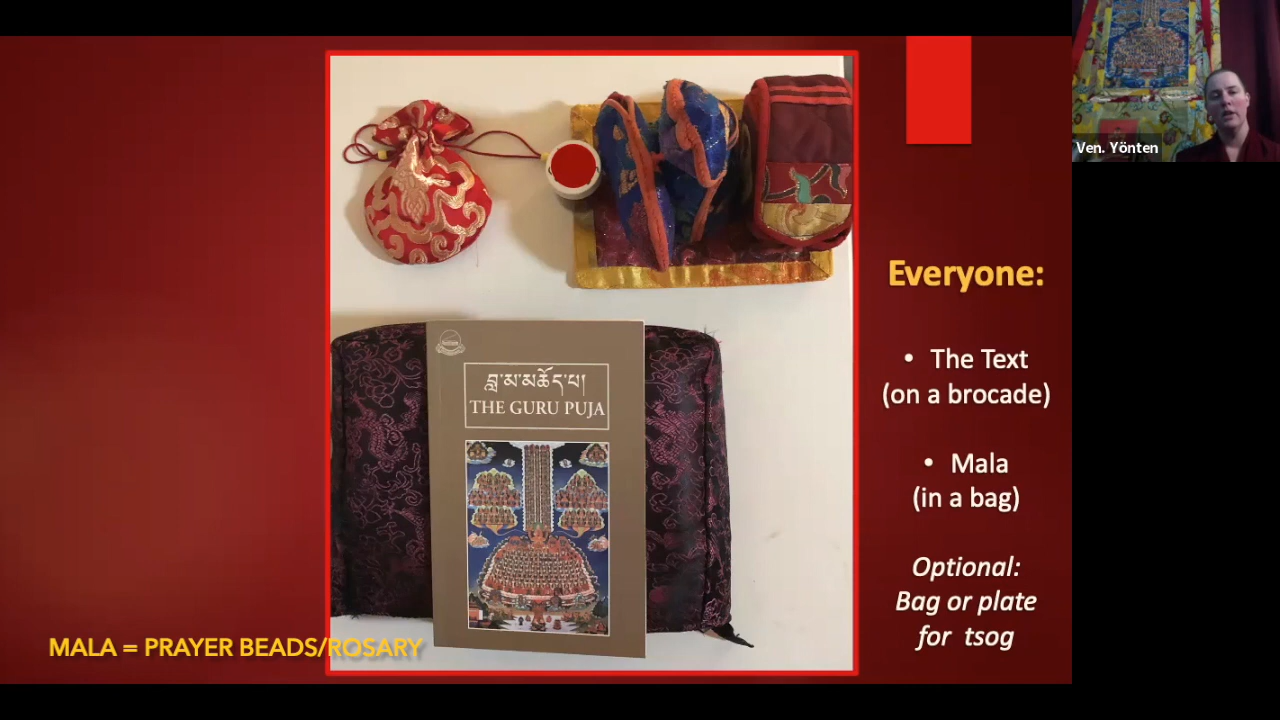 Ven. Yönten
Everyone:
• The Text
(on a brocade)
• Mala
(in a bag)
Optional:
Bag or plate
for tsog
བླ་མ་མཆོད་པ།
THE GURU PUJA
MALA = PRAYER BEADS/ROSARY